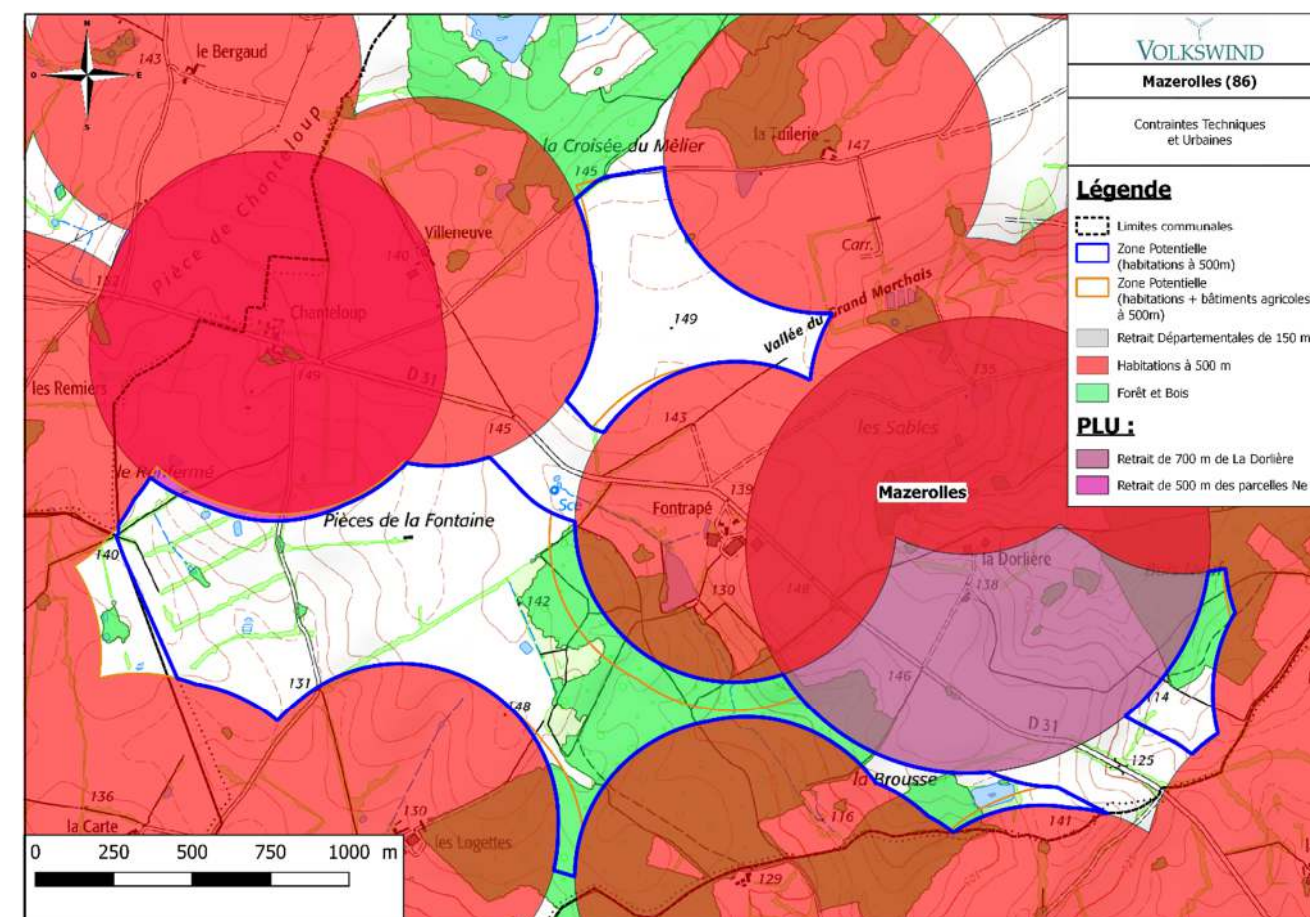 VOLKSWIND
Mazerolles (86)
Contraintes Techniques
et Urbaines
Légende
Limites communales
Zone Potentielle
(habitations à 500m)
Zone Potentielle
(habitations + bâtiments agricoles
à 500m)
Retrait Départementales de 150 m
Habitations à 500 m
Forêt et Bois
PLU :
Retrait de 700 m de La Dorlière
Retrait de 500 m des parcelles Ne
N
O
E
S
143
le Bergaud
Pièce de Chanteloup
la Croisée du Mêlier
145
la Tuilerie
147
Villeneuve
140
Carr.
Vallée du Grand Marchais
149
Chanteloup
149
D 31
les Remiers
145
143
135
les Sables
Mazerolles
139
Fontrapé
Sce
Pièces de la Fontaine
140
142
130
148
la Dorlière
138
131
146
D 31
114
125
la Brousse
141
136
la Carte
130
les Logettes
116
129
0 250 500 750 1000 m